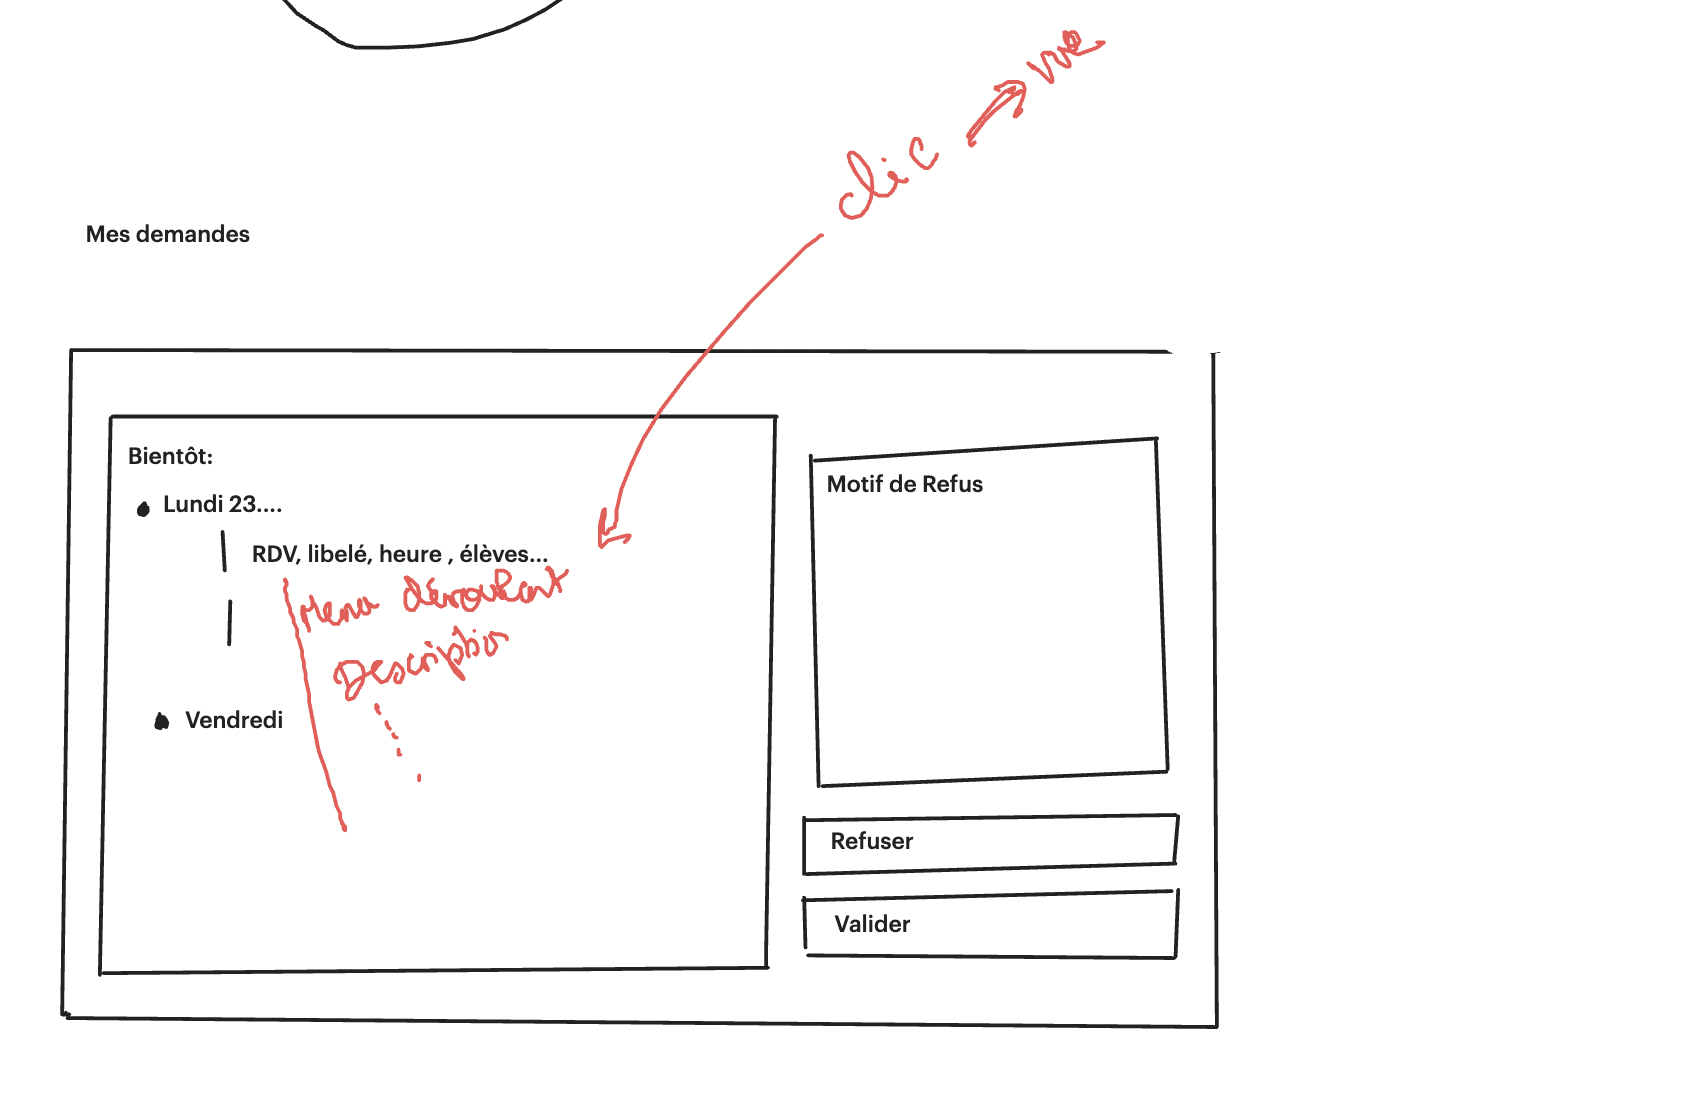 clic → vue
Mes demandes
Bientôt:
Lundi 23....
RDV, libelé, heure , élèves...
Menu déroulant
Description
Vendredi
Motif de Refus
Refuser
Valider